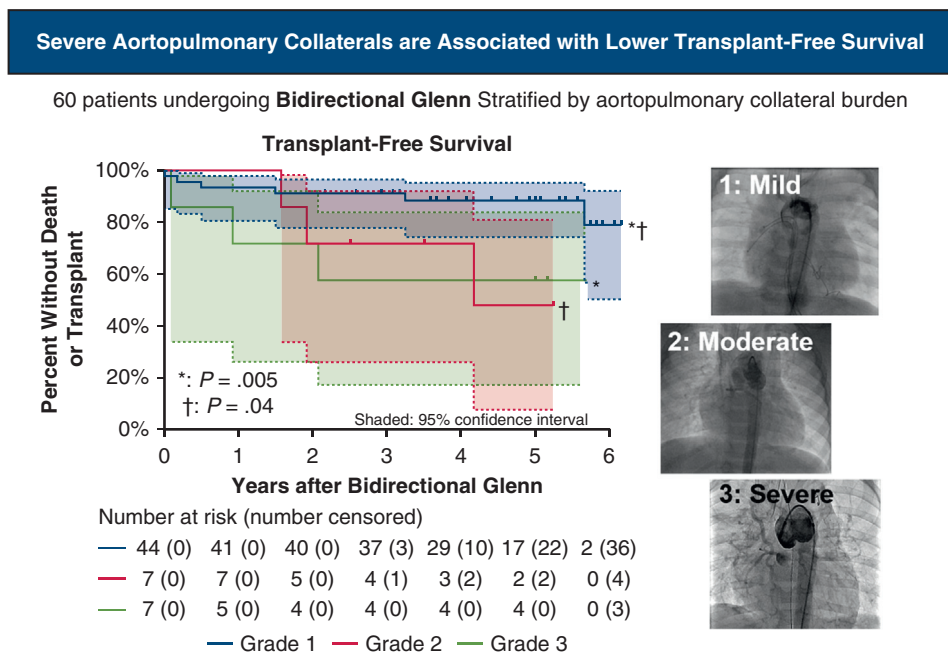 Severe Aortopulmonary Collaterals are Associated with Lower Transplant-Free Survival
60 patients undergoing Bidirectional Glenn Stratified by aortopulmonary collateral burden
Transplant-Free Survival
Percent Without Death
or Transplant
100%
80%
60%
40%
20%
0%
*†
*
†
*: P = .005
†: P = .04
Shaded: 95% confidence interval
0 1 2 3 4 5 6
Years after Bidirectional Glenn
Number at risk (number censored)
44 (0) 41 (0) 40 (0) 37 (3) 29 (10) 17 (22) 2 (36)
7 (0) 7 (0) 5 (0) 4 (1) 3 (2) 2 (2) 0 (4)
7 (0) 5 (0) 4 (0) 4 (0) 4 (0) 4 (0) 0 (3)
Grade 1 Grade 2 Grade 3
1: Mild
2: Moderate
3: Severe